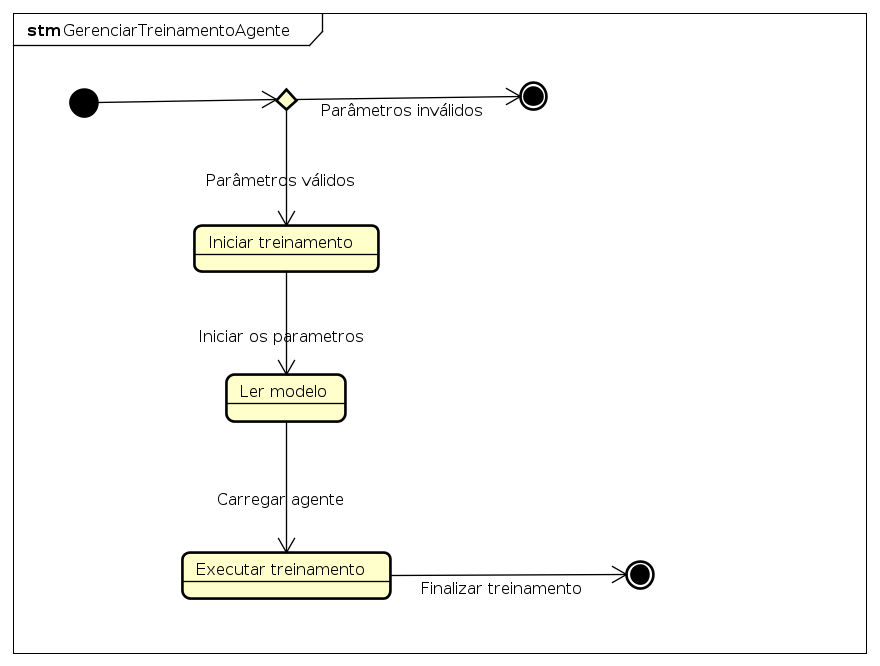 stm GerenciarTreinamentoAgente
Parâmetros inválidos
Parâmetros válidos
Iniciar treinamento
Iniciar os parametros
Ler modelo
Carregar agente
Executar treinamento
Finalizar treinamento